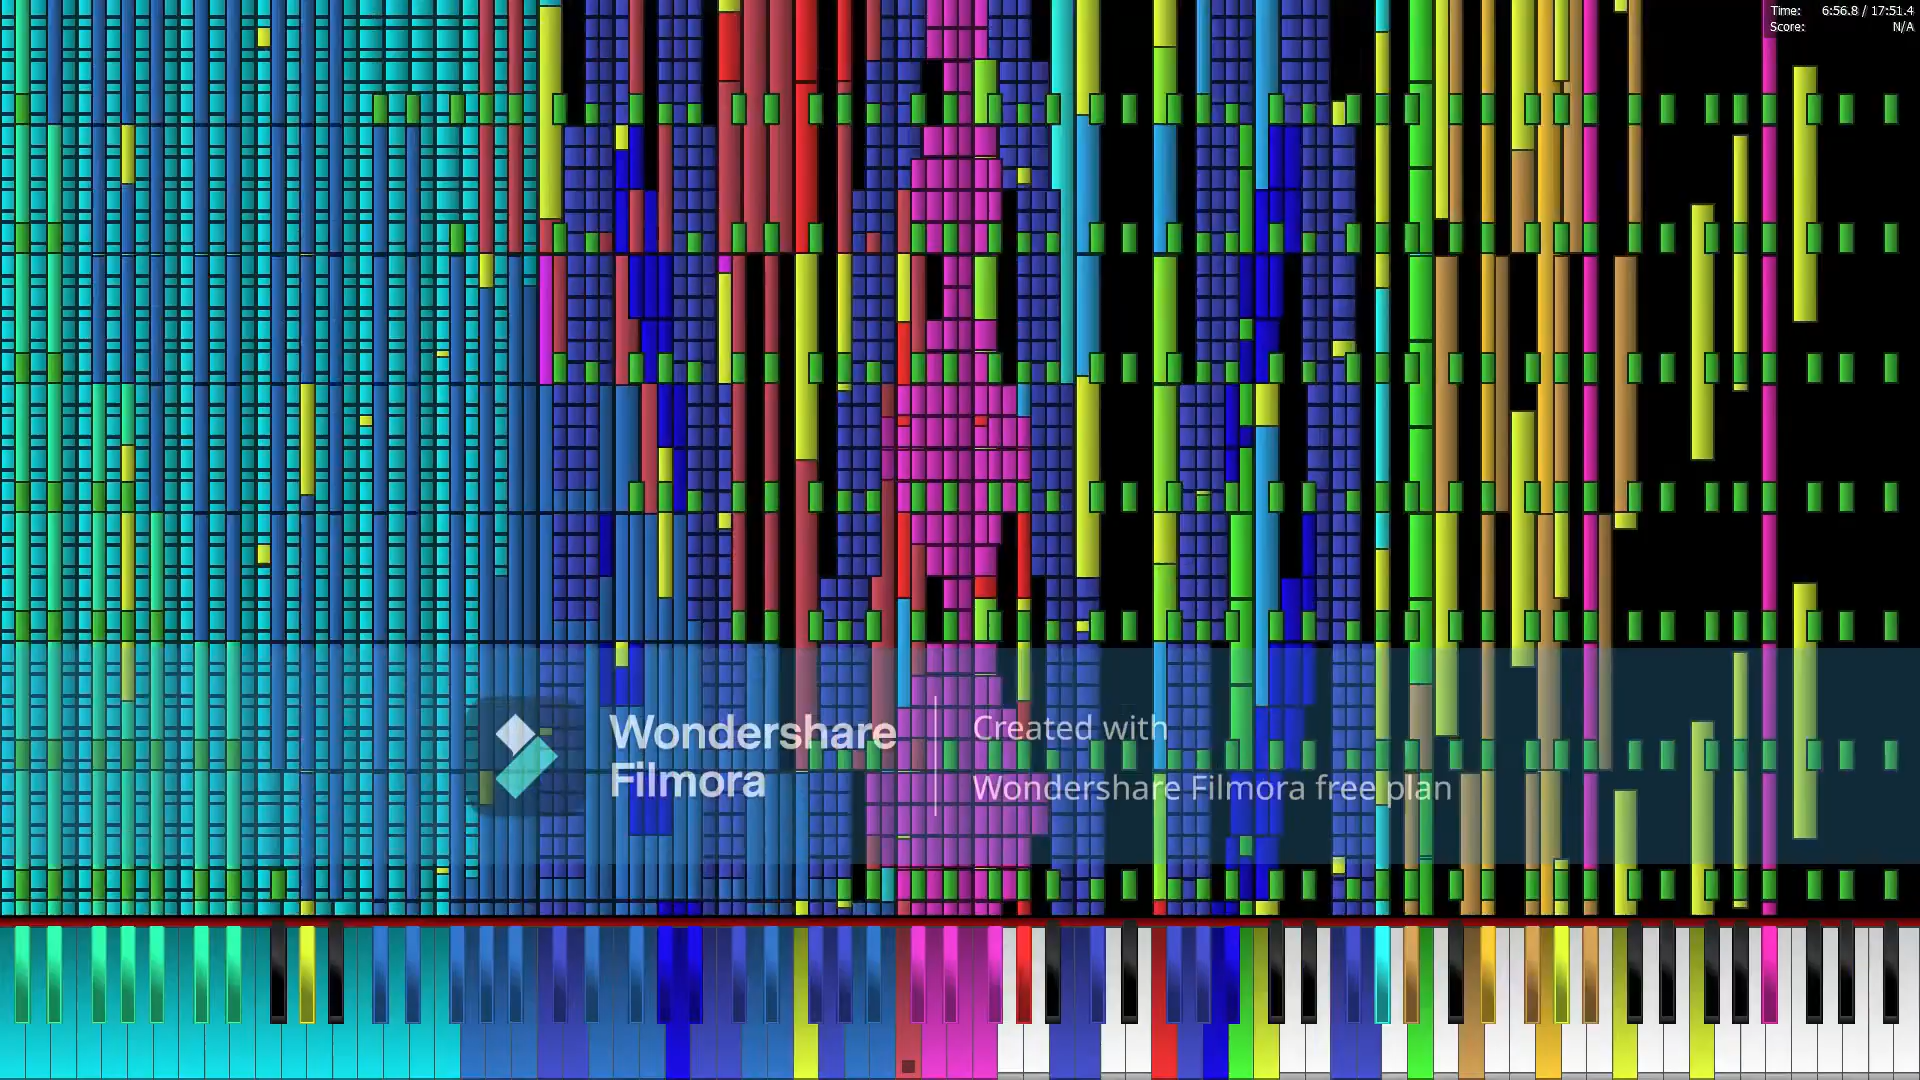 Time: 6:56.8 / 17:51.4
Score: N/A
Wondershare
Filmora
Created with
Wondershare Filmora free plan